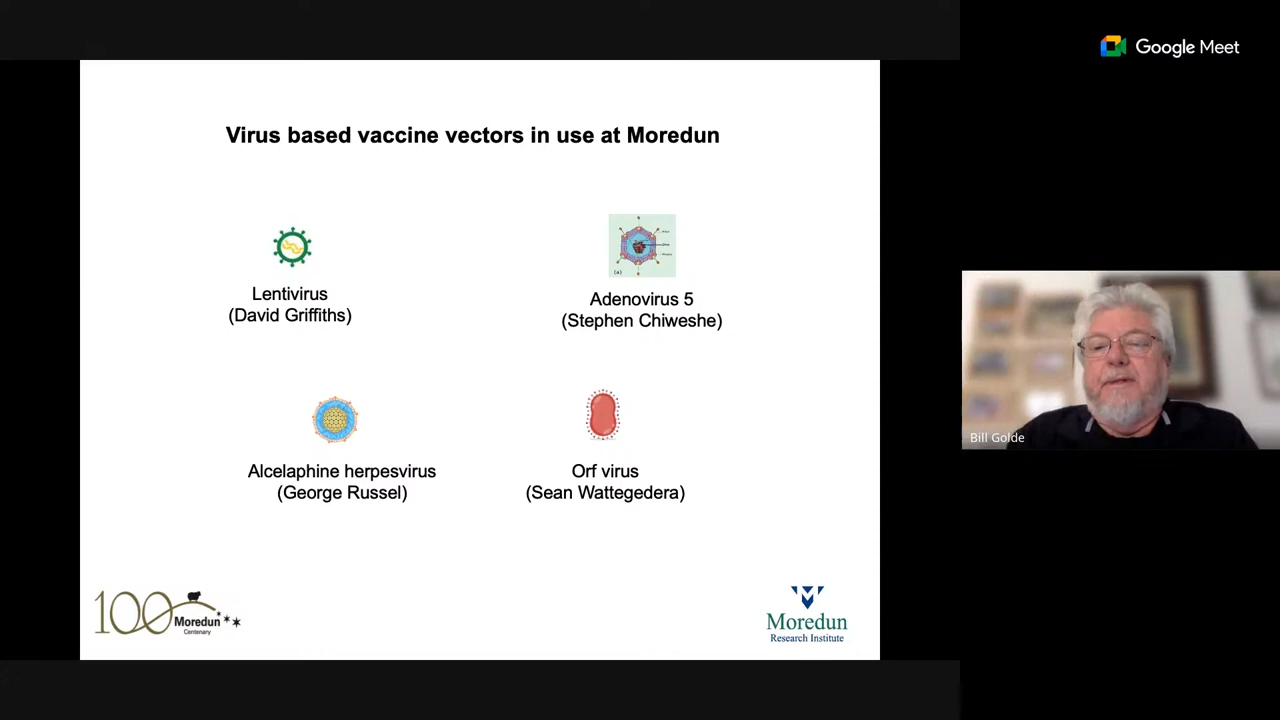 Google Meet
Virus based vaccine vectors in use at Moredun
Lentivirus
(David Griffiths)
Adenovirus 5
(Stephen Chiweshe)
(a)
Alcelaphine herpesvirus
(George Russel)
Orf virus
(Sean Wattegedera)
Bill Golde
100 Moredun
Centenary
Moredun
Research Institute